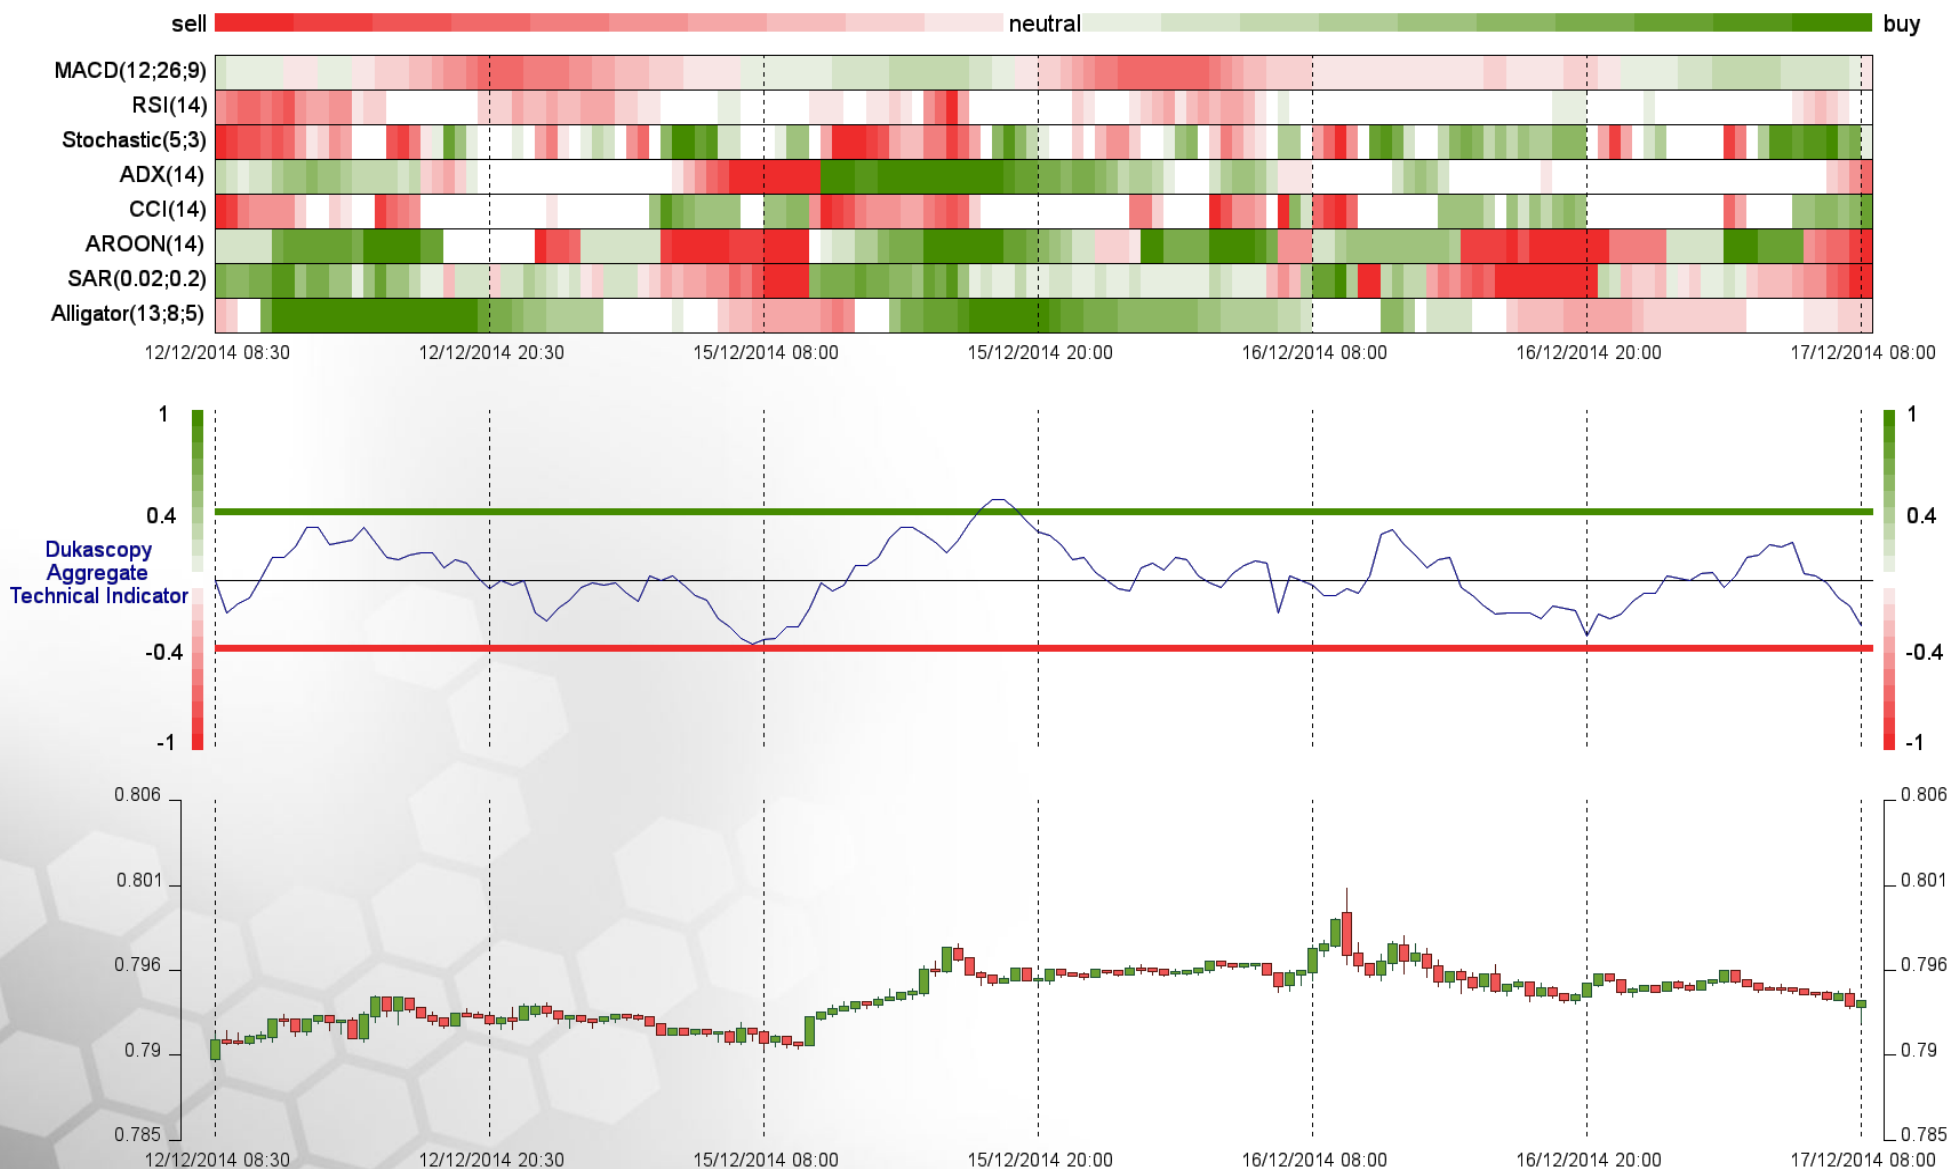 sell neutral buy
MACD(12;26;9)
RSI(14)
Stochastic(5;3)
ADX(14)
CCI(14)
AROON(14)
SAR(0.02;0.2)
Alligator(13;8;5)
12/12/2014 08:30 12/12/2014 20:30 15/12/2014 08:00 15/12/2014 20:00 16/12/2014 08:00 16/12/2014 20:00 17/12/2014 08:00
1 1
0.4 0.4
Dukascopy
Aggregate
Technical Indicator
-0.4 -0.4
-1 -1
0.806 0.806
0.801 0.801
0.796 0.796
0.79 0.79
0.785 0.785
12/12/2014 08:30 12/12/2014 20:30 15/12/2014 08:00 15/12/2014 20:00 16/12/2014 08:00 16/12/2014 20:00 17/12/2014 08:00